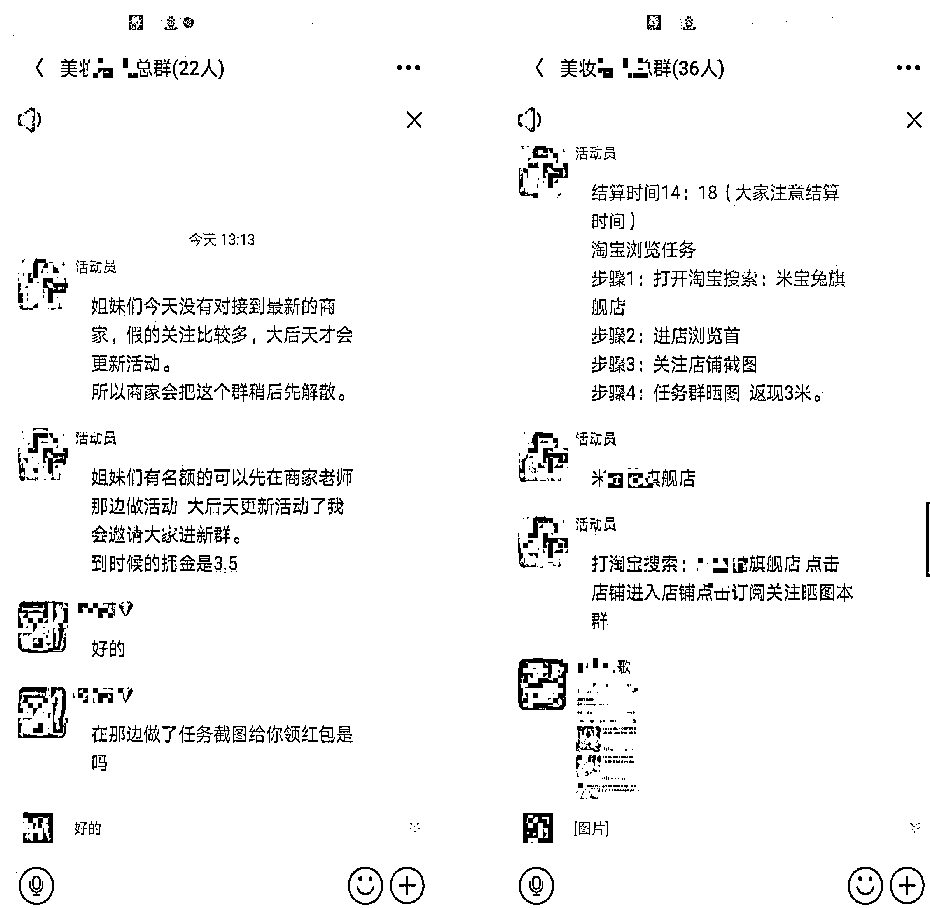 美妆 总群(22人)
今天 13:13
活动员
姐妹们今天没有对接到最新的商
家，假的关注比较多，大后天才会
更新活动。
所以商家会把这个群稍后先解散。
活动员
姐妹们有名额的可以先在商家老师
那边做活动 大后天更新活动了我
会邀请大家进新群。
到时候的佣金是3.5
好的
在那边做了任务截图给你领红包是
吗
好的
美妆 总群(36人)
活动员
结算时间14：18（大家注意结算
时间）
淘宝浏览任务
步骤1：打开淘宝搜索：米宝兔旗
舰店
步骤2：进店浏览首
步骤3：关注店铺截图
步骤4：任务群晒图 返现3米。
活动员
米 旗舰店
活动员
打淘宝搜索： 旗舰店 点击
店铺进入店铺点击订阅关注晒图本
群
歌
[图片]